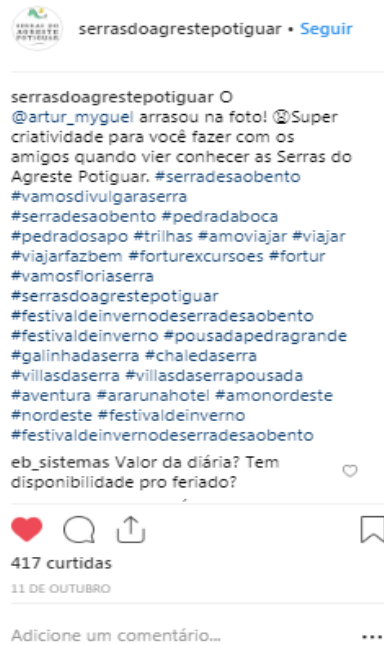 SERRAS DO
AGRESTE
POTIGUAR
serrasdoagrestepotiguar • Seguir
serrasdoagrestepotiguar O
@artur_myguel arrasou na foto! 😵Super
criatividade para você fazer com os
amigos quando vier conhecer as Serras do
Agreste Potiguar. #serradesaobento
#vamosdivulgaraserra
#serradesaobento #pedradaboca
#pedradosapo #trilhas #amoviajar #viajar
#viajarfazbem #forturexcursoes #fortur
#vamosfloriaserra
#serrasdoagrestepotiguar
#festivaldeinvernodeserradesaobento
#festivaldeinverno #pousadapedragrande
#galinhadaserra #chaledaserra
#villasdaserra #villasdaserrapousada
#aventura #ararunahotel #amonordeste
#nordeste #festivaldeinverno
#festivaldeinvernodeserradesaobento
eb_sistemas Valor da diária? Tem
disponibilidade pro feriado?
417 curtidas
11 DE OUTUBRO
Adicione um comentário...